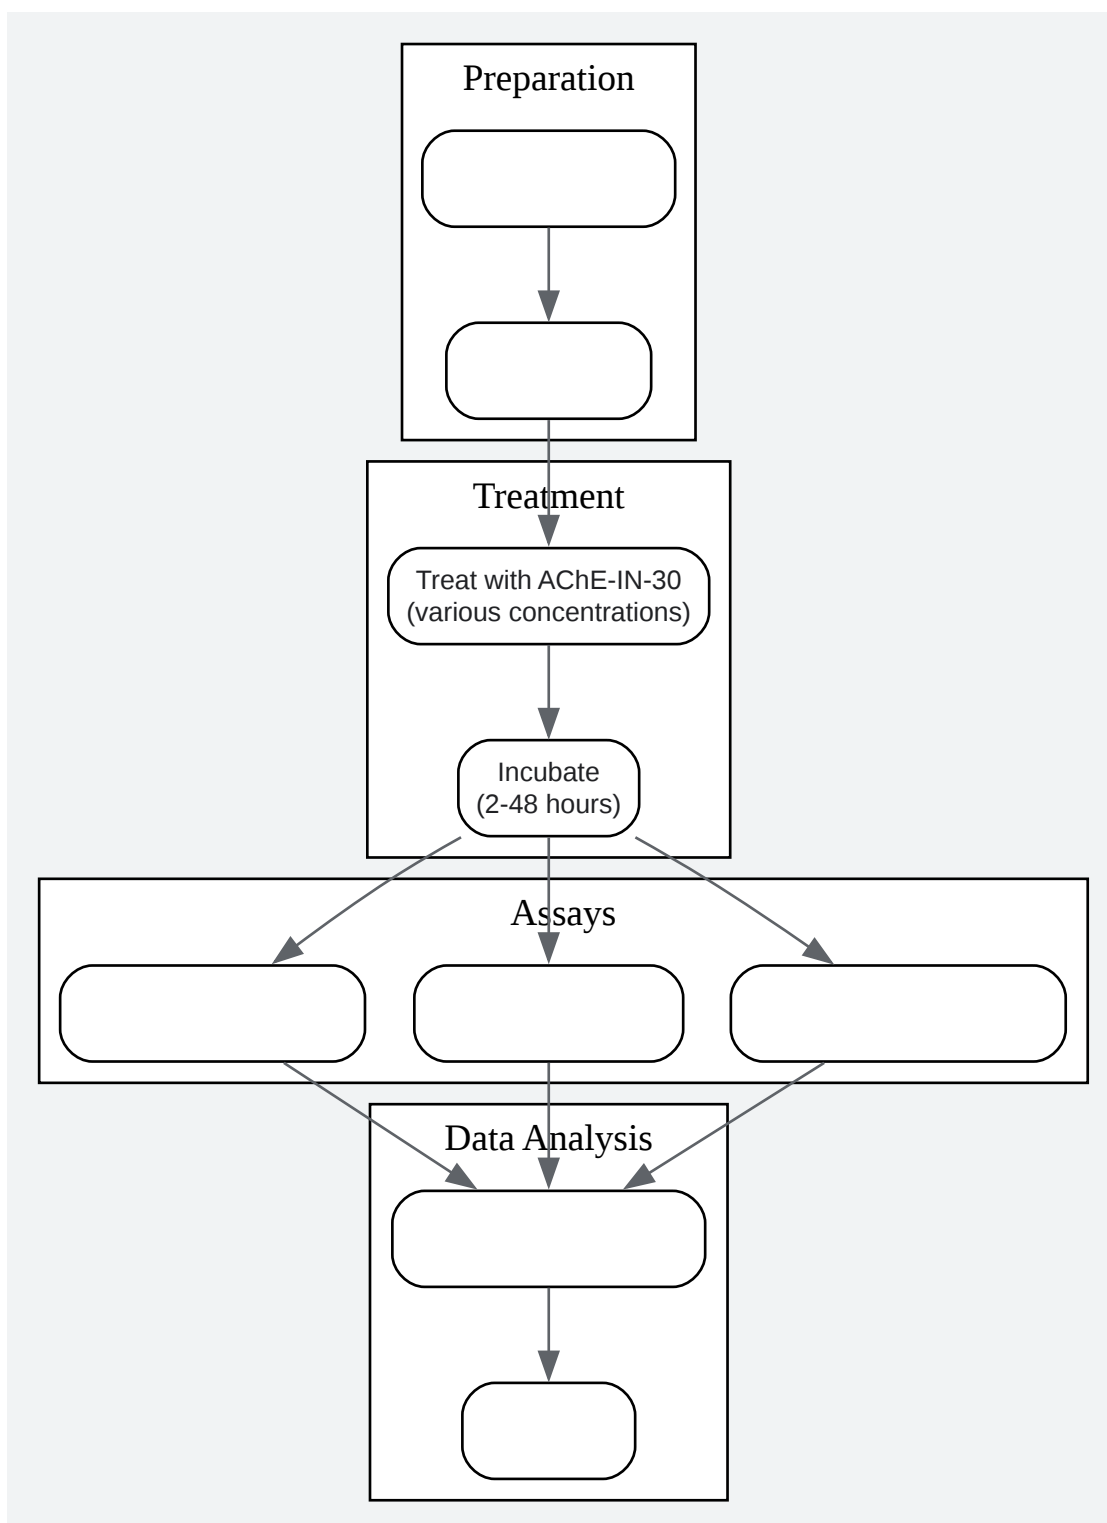 Preparation
Treatment
Treat with AChE-IN-30
(various concentrations)
Incubate
(2-48 hours)
Assays
Data Analysis